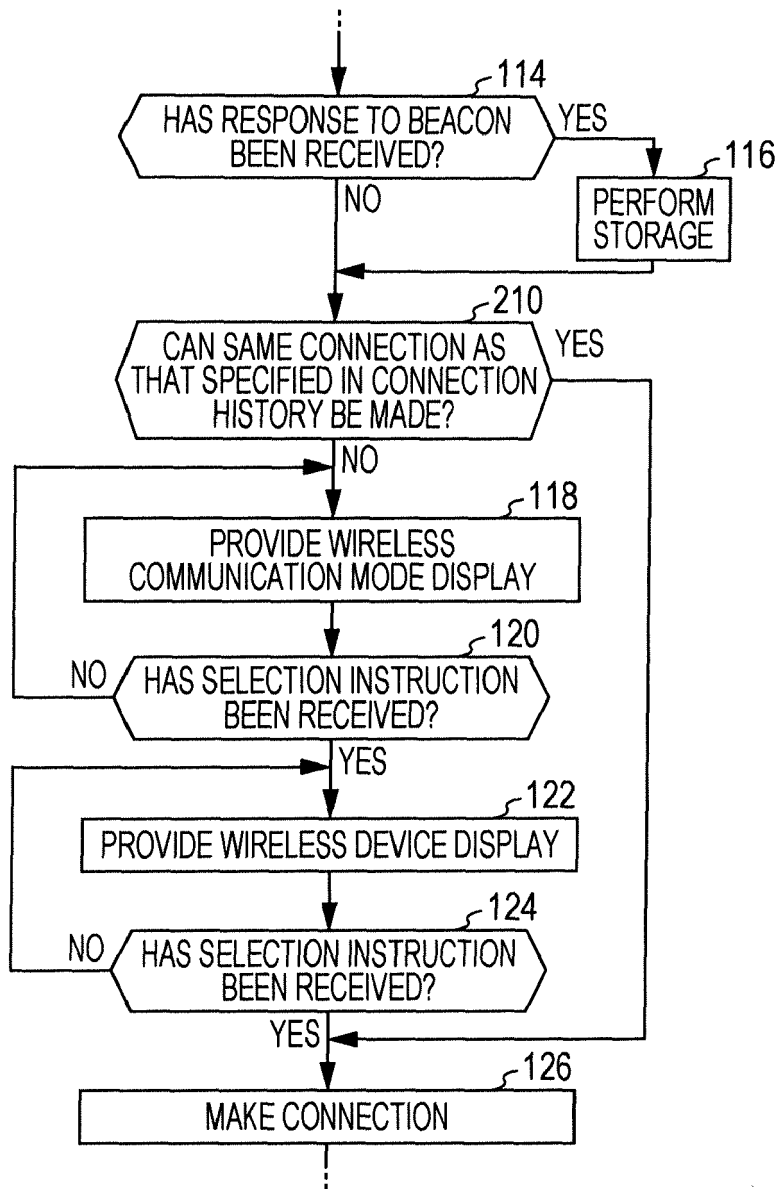 114
HAS RESPONSE TO BEACON
BEEN RECEIVED?
YES
116
PERFORM
STORAGE
NO
210
CAN SAME CONNECTION AS
THAT SPECIFIED IN CONNECTION
HISTORY BE MADE?
YES
NO
118
PROVIDE WIRELESS
COMMUNICATION MODE DISPLAY
120
NO
HAS SELECTION INSTRUCTION
BEEN RECEIVED?
YES
122
PROVIDE WIRELESS DEVICE DISPLAY
124
NO
HAS SELECTION INSTRUCTION
BEEN RECEIVED?
YES
126
MAKE CONNECTION